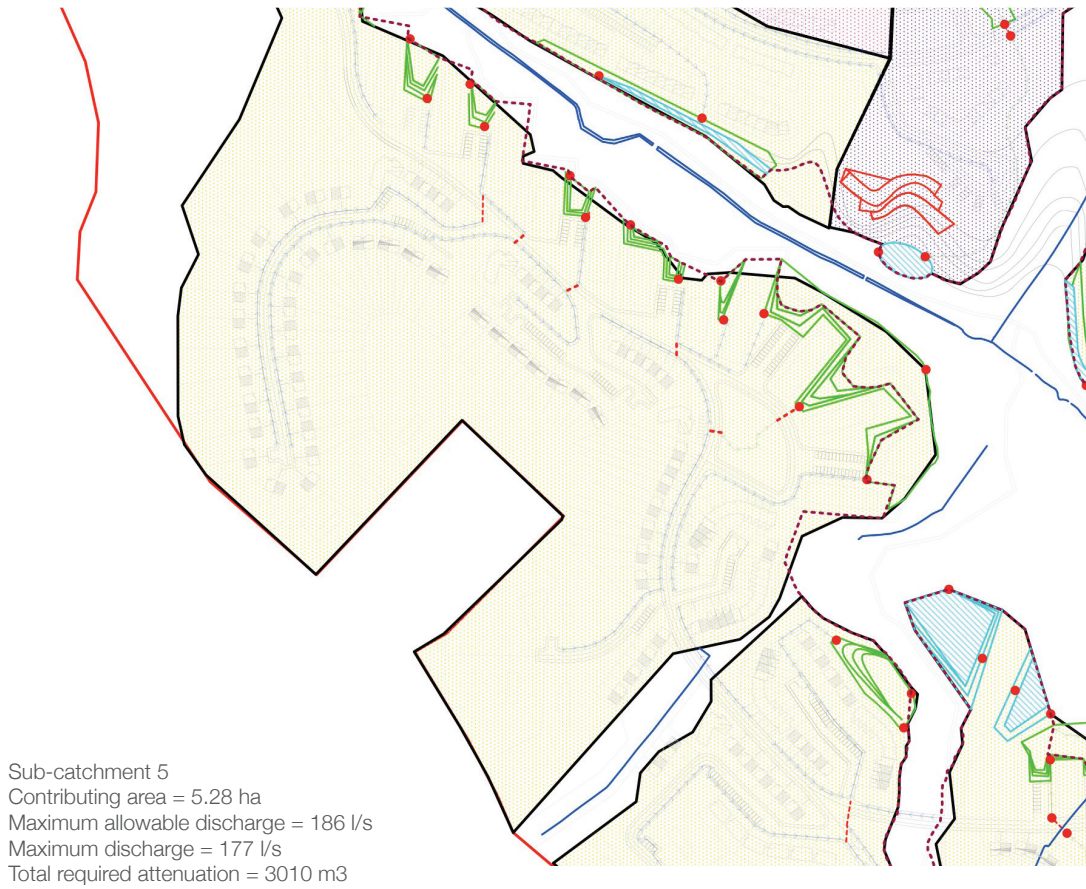 Sub-catchment 5
Contributing area = 5.28 ha
Maximum allowable discharge = 186 l/s
Maximum discharge = 177 l/s
Total required attenuation = 3010 m3